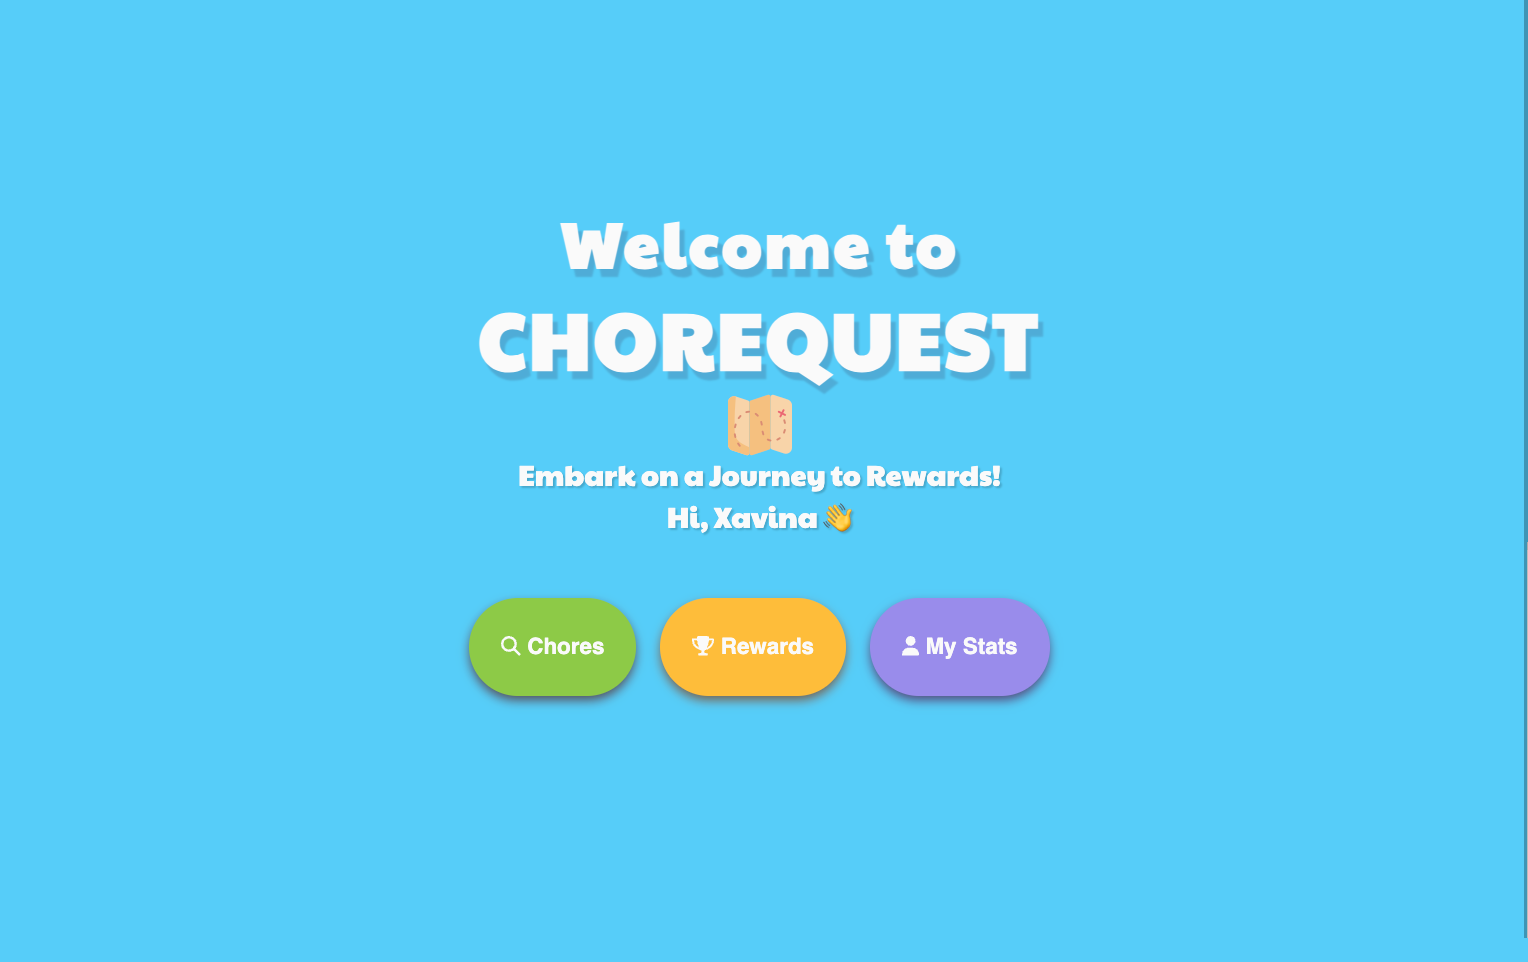 Welcome to
CHOREQUEST
Embark on a Journey to Rewards!
Hi, Xavina 👋
Chores
Rewards
My Stats